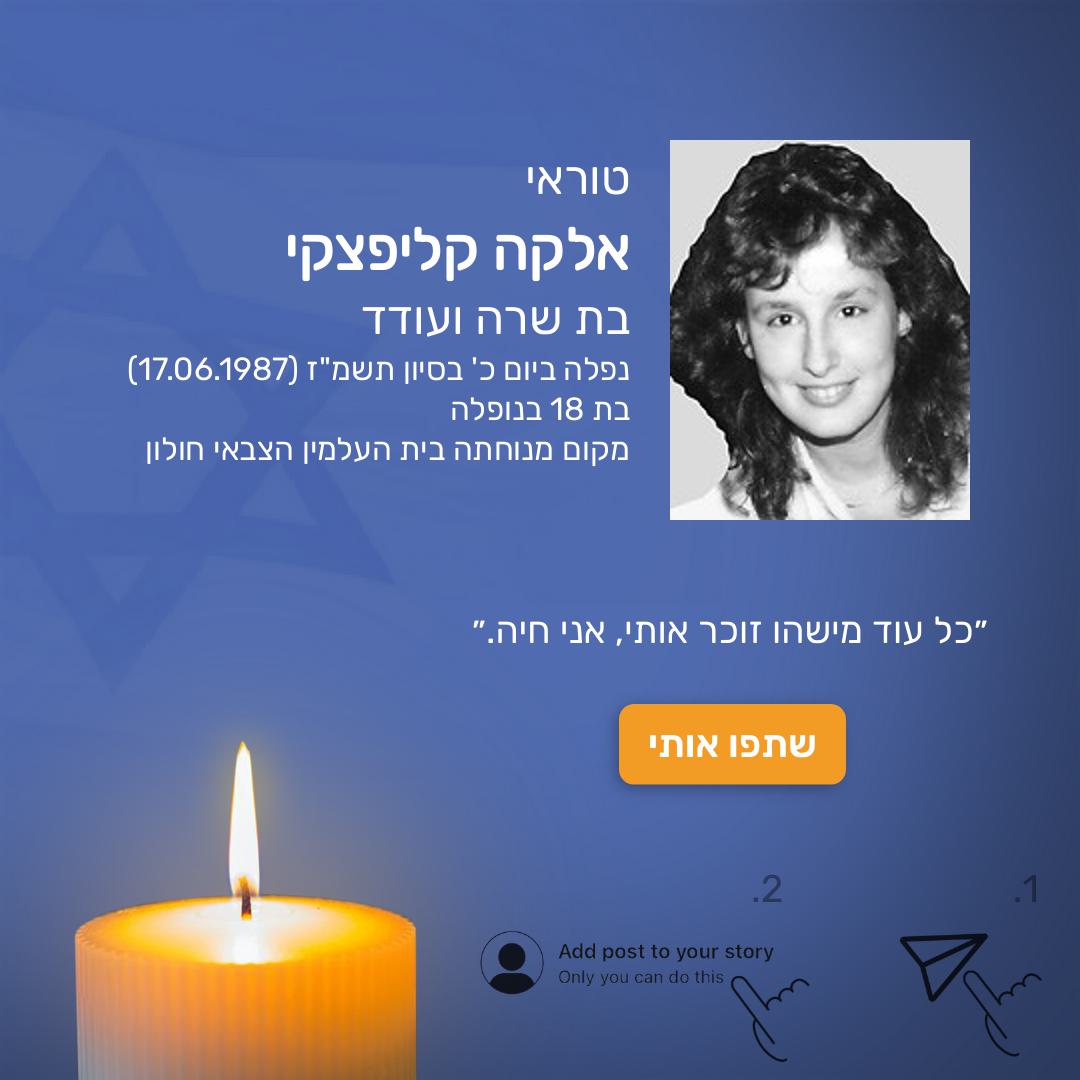 טוראי
אלקה קליפצקי
בת שרה ועודד
נפלה ביום כ' בסיון תשמ"ז (17.06.1987)
בת 18 בנופלה
מקום מנוחתה בית העלמין הצבאי חולון
״כל עוד מישהו זוכר אותי, אני חיה.״
שתפו אותי
.1
.2
Add post to your story
Only you can do this